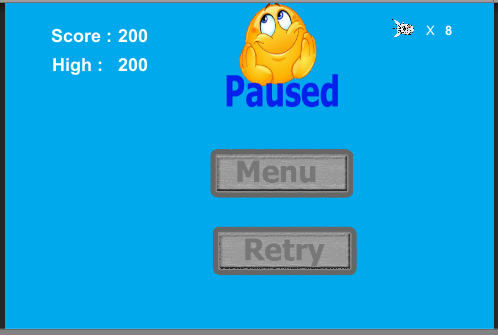 Score : 200
High : 200
X 8
Paused
Menu
Retry